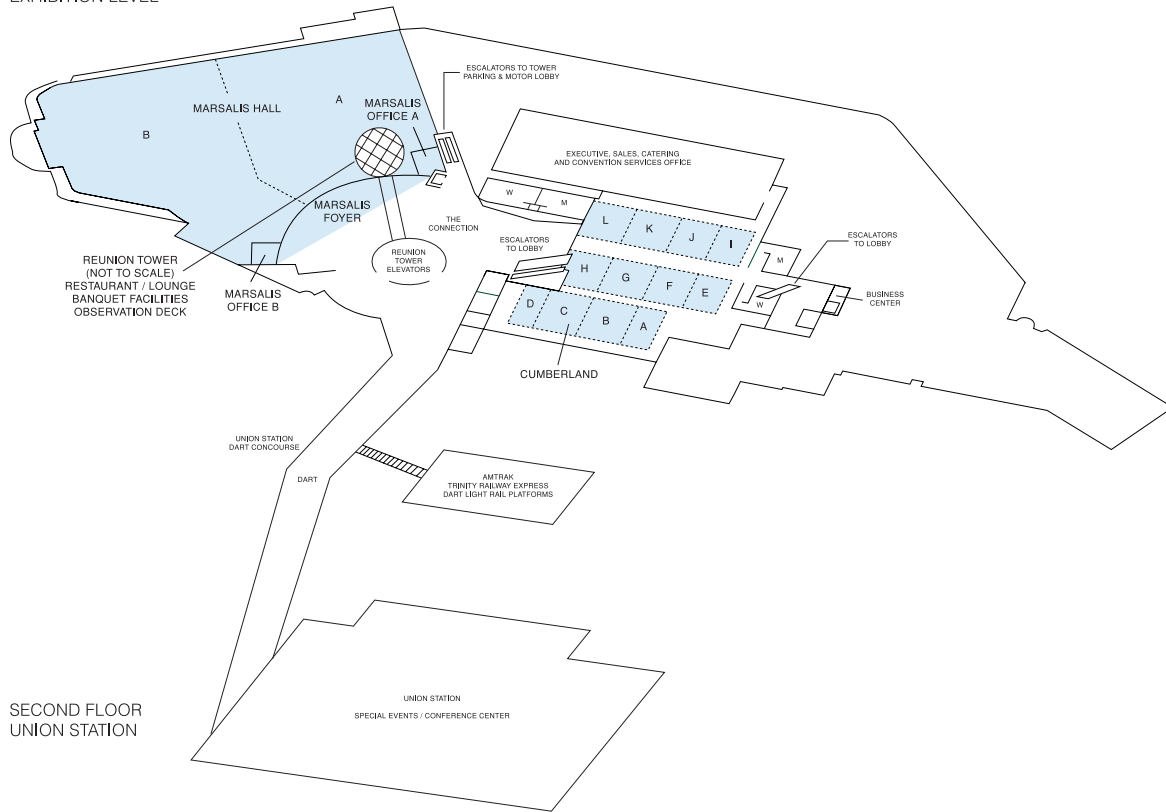 EXHIBITION LEVEL
ESCALATORS TO TOWER
PARKING & MOTOR LOBBY
MARSALIS HALL
A
MARSALIS
OFFICE A
B
EXECUTIVE, SALES, CATERING
AND CONVENTION SERVICES OFFICE
MARSALIS
FOYER
W
M
THE
CONNECTION
L
K
J
I
ESCALATORS
TO LOBBY
ESCALATORS
TO LOBBY
REUNION
TOWER
ELEVATORS
M
H
G
F
E
REUNION TOWER
(NOT TO SCALE)
RESTAURANT / LOUNGE
BANQUET FACILITIES
OBSERVATION DECK
MARSALIS
OFFICE B
W
BUSINESS
CENTER
D
C
B
A
CUMBERLAND
UNION STATION
DART CONCOURSE
DART
AMTRAK
TRINITY RAILWAY EXPRESS
DART LIGHT RAIL PLATFORMS
UNION STATION
SPECIAL EVENTS / CONFERENCE CENTER
SECOND FLOOR
UNION STATION